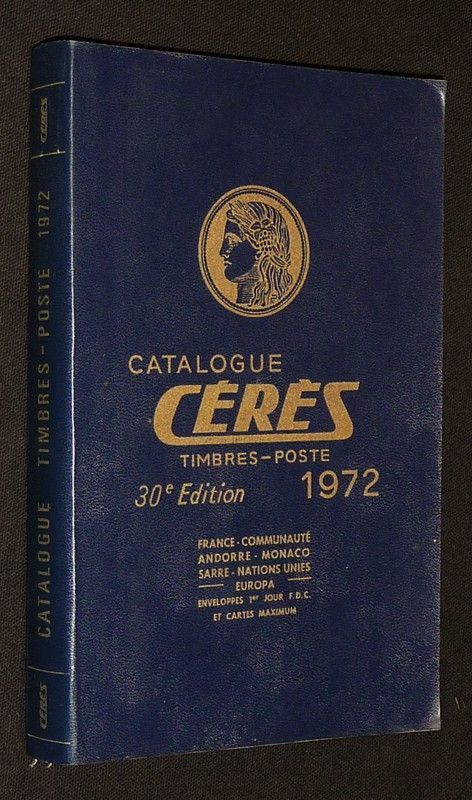 CÉRÈS
CATALOGUE TIMBRES-POSTE 1972
CÉRÈS
CATALOGUE
CÉRÈS
TIMBRES-POSTE
30e Edition 1972
FRANCE-COMMUNAUTÉ
ANDORRE-MONACO
SARRE-NATIONS UNIES
EUROPA
ENVELOPPES 1er JOUR F.D.C.
ET CARTES MAXIMUM